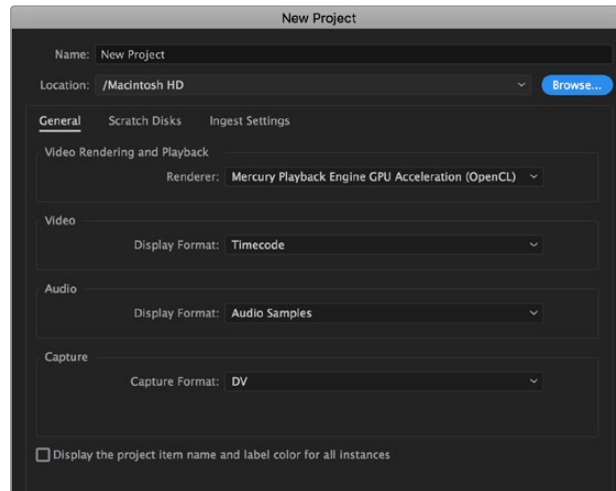 New Project
Name: New Project
Location: /Macintosh HD Browse...
General Scratch Disks Ingest Settings
Video Rendering and Playback
Renderer: Mercury Playback Engine GPU Acceleration (OpenCL)
Video
Display Format: Timecode
Audio
Display Format: Audio Samples
Capture
Capture Format: DV
Display the project item name and label color for all instances